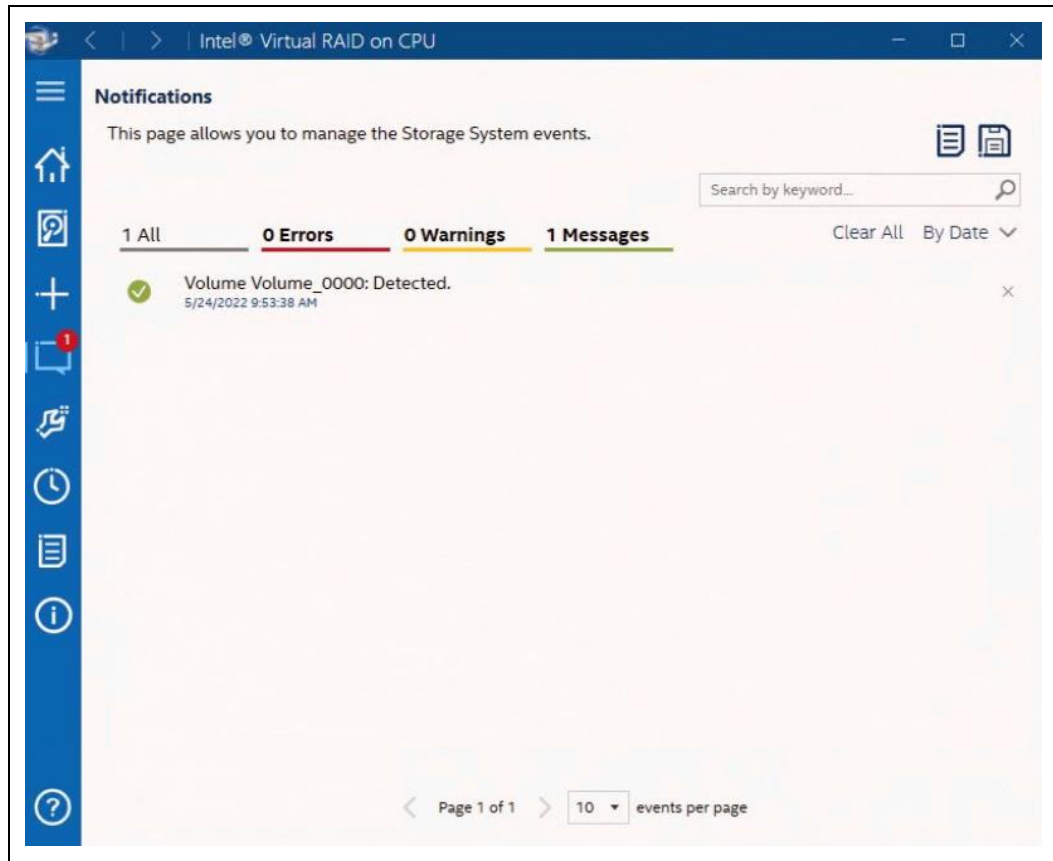 Intel® Virtual RAID on CPU
Notifications
This page allows you to manage the Storage System events.
Search by keyword...
1 All 0 Errors 0 Warnings 1 Messages Clear All By Date
Volume Volume_0000: Detected.
5/24/2022 9:53:38 AM
1
Page 1 of 1 10 events per page